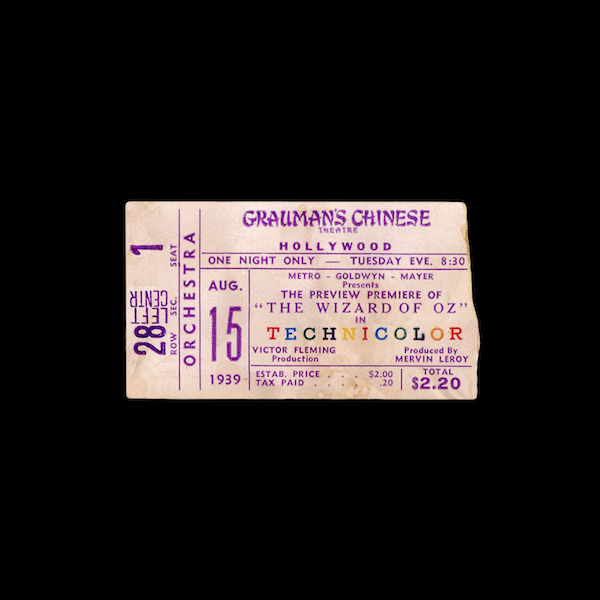 GRAUMAN'S CHINESE
THEATRE
HOLLYWOOD
ONE NIGHT ONLY — TUESDAY EVE. 8:30
METRO - GOLDWYN - MAYER
Presents
THE PREVIEW PREMIERE OF
"THE WIZARD OF OZ"
IN
TECHNICOLOR
VICTOR FLEMING
Production
Produced By
MERVIN LEROY
ESTAB. PRICE . . . . $2.00
TAX PAID . . . . .20
TOTAL
$2.20
AUG.
15
1939
ORCHESTRA
ROW SEC. SEAT
28 LEFT CENTR 1